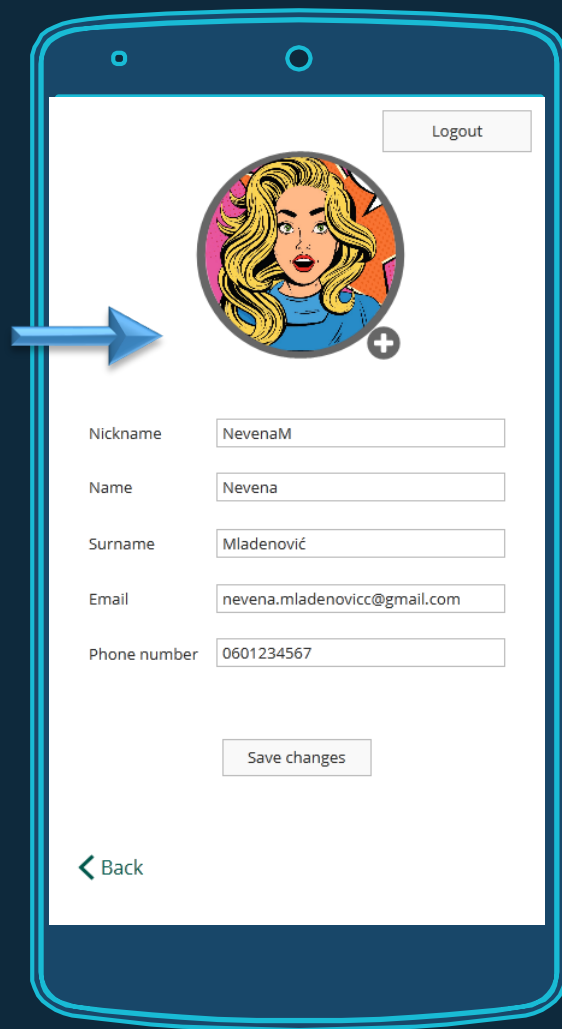 Logout
Nickname NevenaM
Name Nevena
Surname Mladenović
Email nevena.mladenovicc@gmail.com
Phone number 0601234567
Save changes
Back